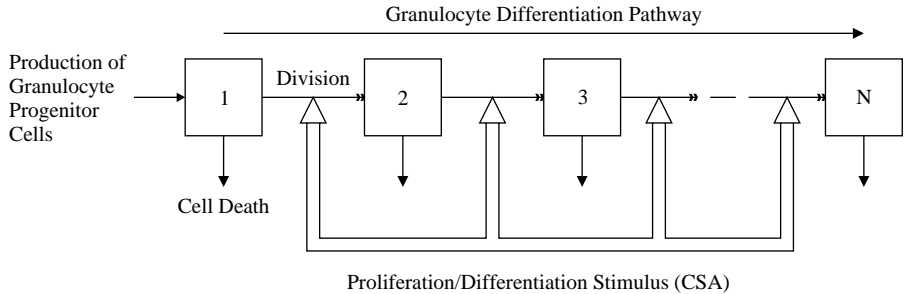 Granulocyte Differentiation Pathway
Production of
Granulocyte
Progenitor
Cells
1
Division
2
3
N
Cell Death
Proliferation/Differentiation Stimulus (CSA)